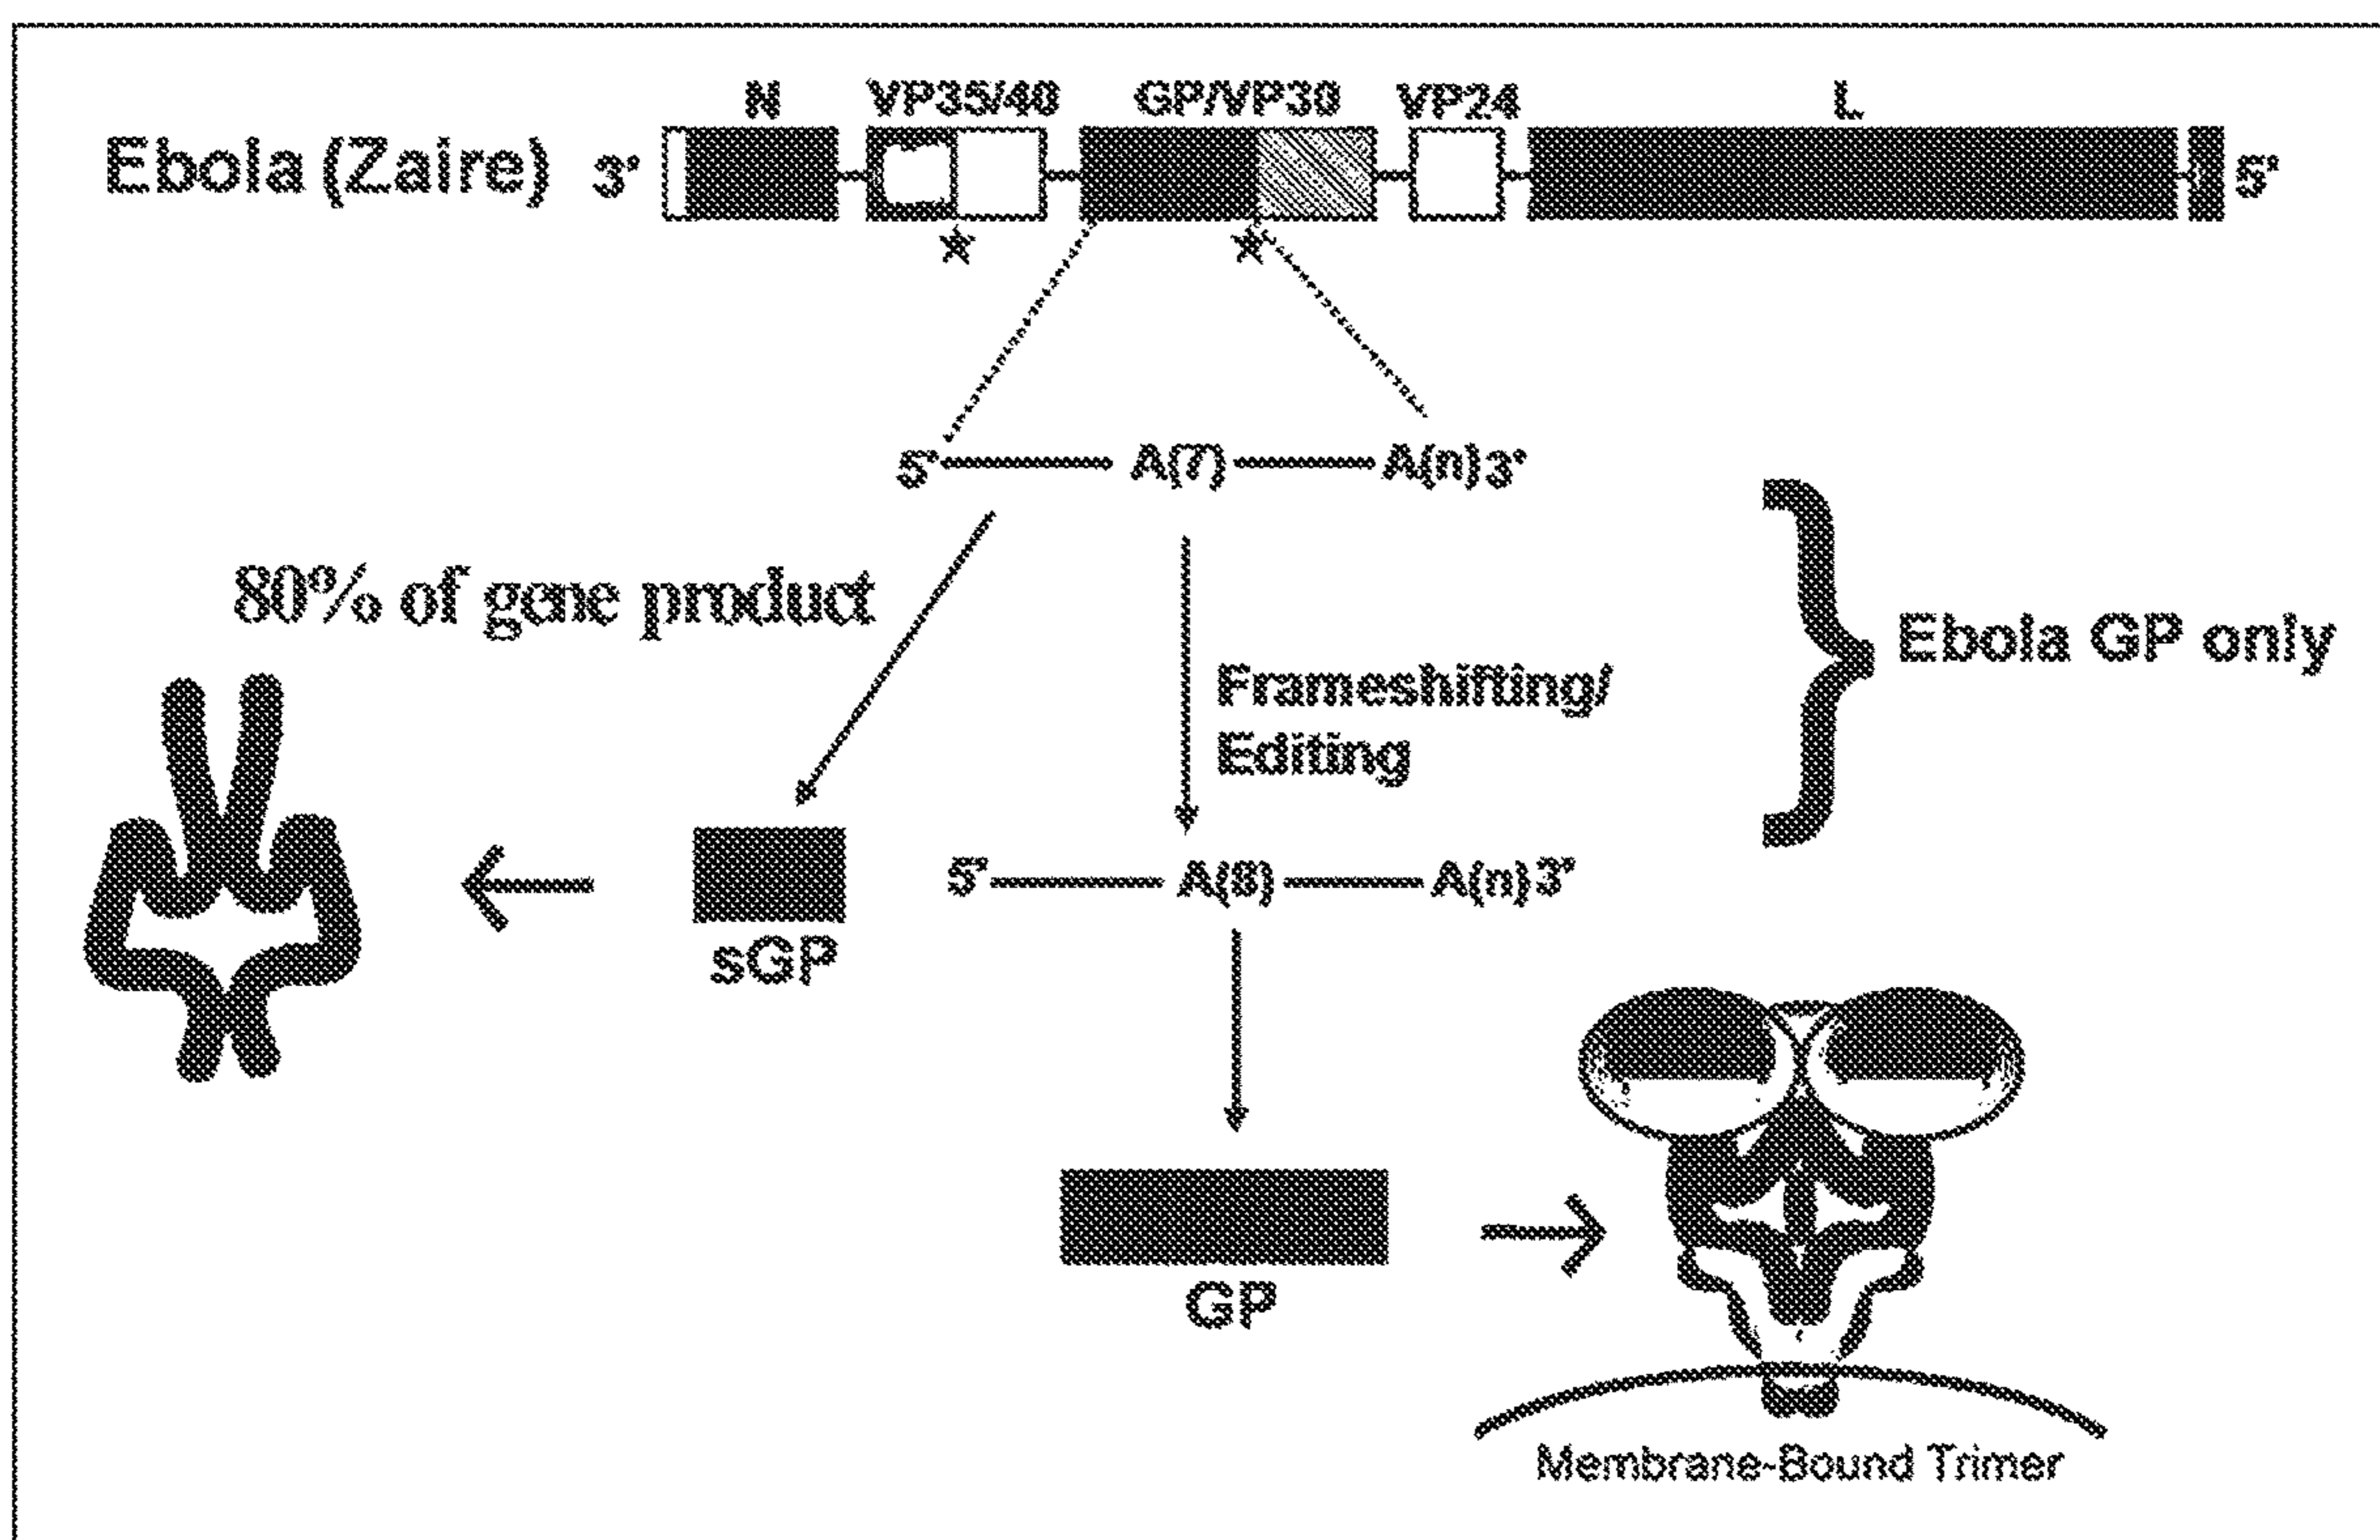 N VP35/40 GP/VP30 VP24 L
Ebola (Zaire) 3' 5'
5' A(7) A(n) 3'
80% of gene product
Ebola GP only
Frameshifting/
Editing
5' A(8) A(n) 3'
sGP
GP
Membrane-Bound Trimer